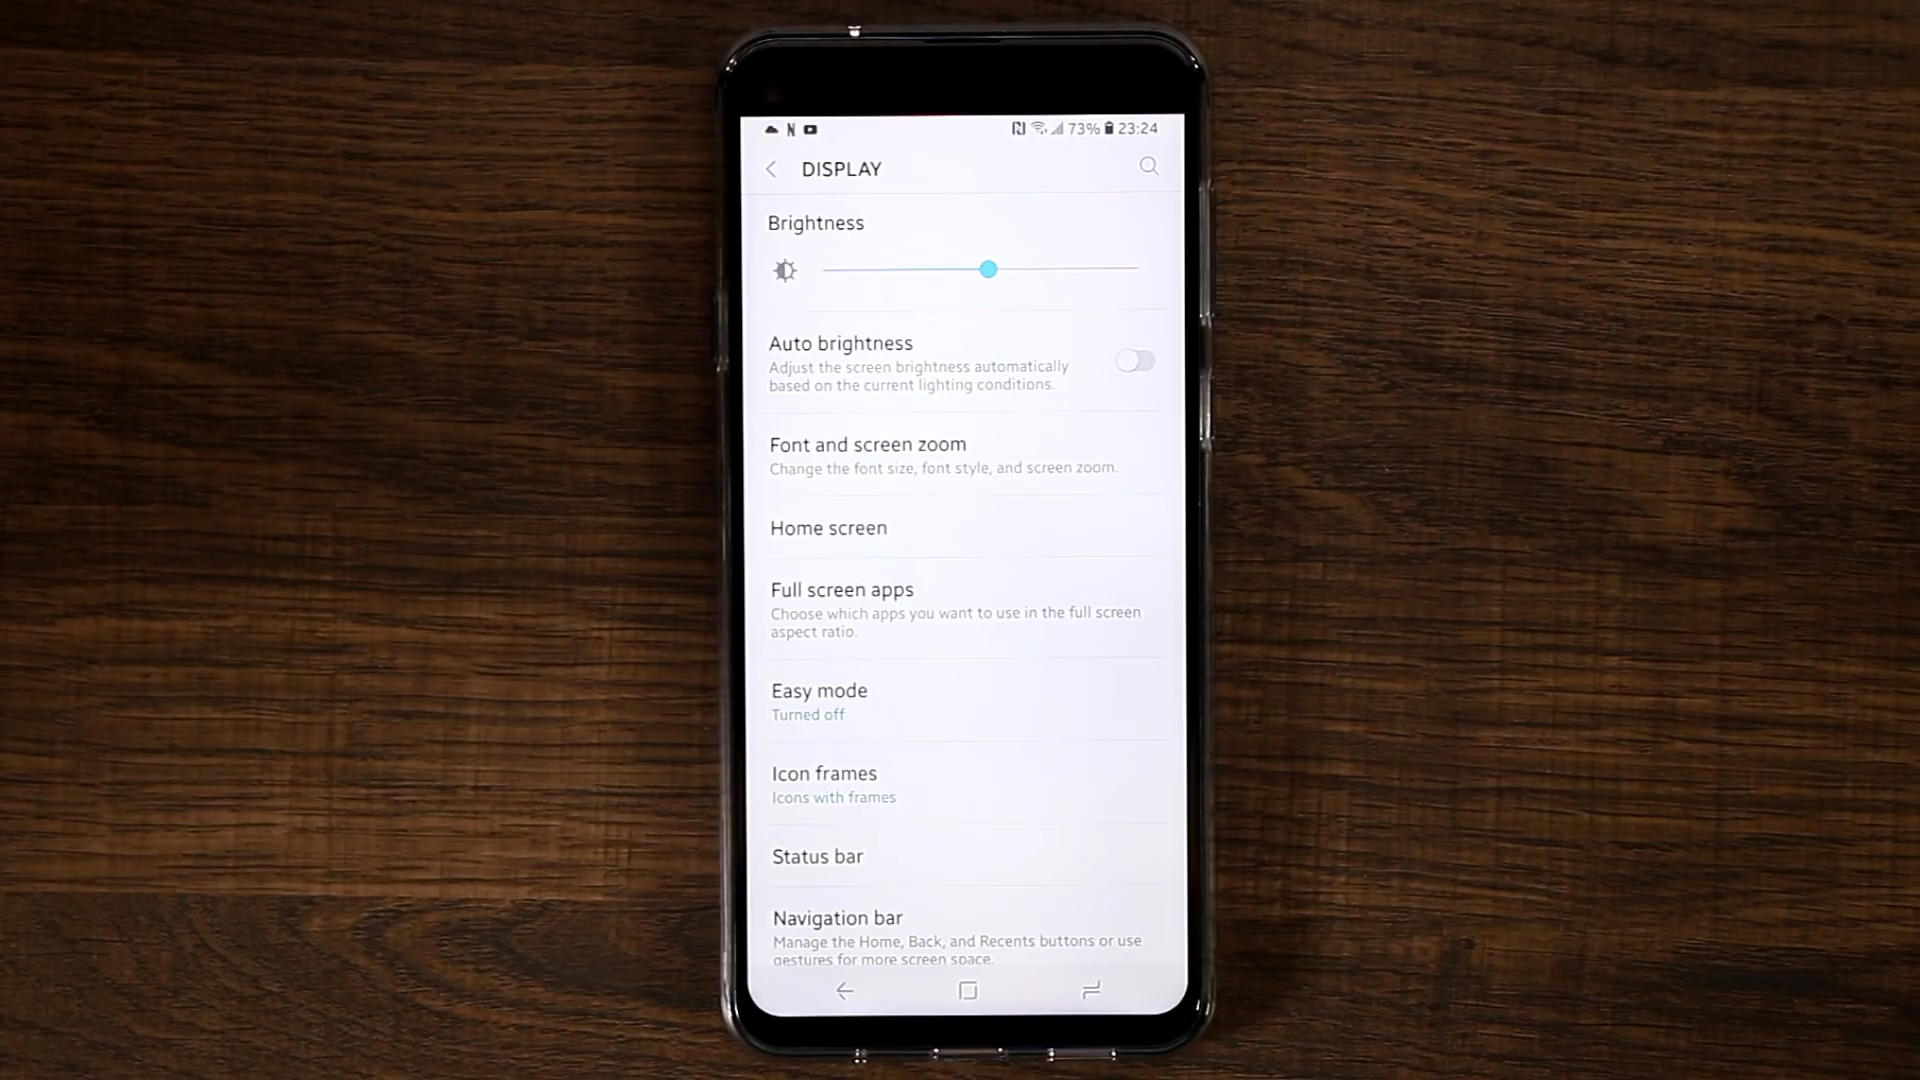 N 73% 23:24
DISPLAY
Brightness
Auto brightness
Adjust the screen brightness automatically
based on the current lighting conditions.
Font and screen zoom
Change the font size, font style, and screen zoom.
Home screen
Full screen apps
Choose which apps you want to use in the full screen
aspect ratio.
Easy mode
Turned off
Icon frames
Icons with frames
Status bar
Navigation bar
Manage the Home, Back, and Recents buttons or use
gestures for more screen space.